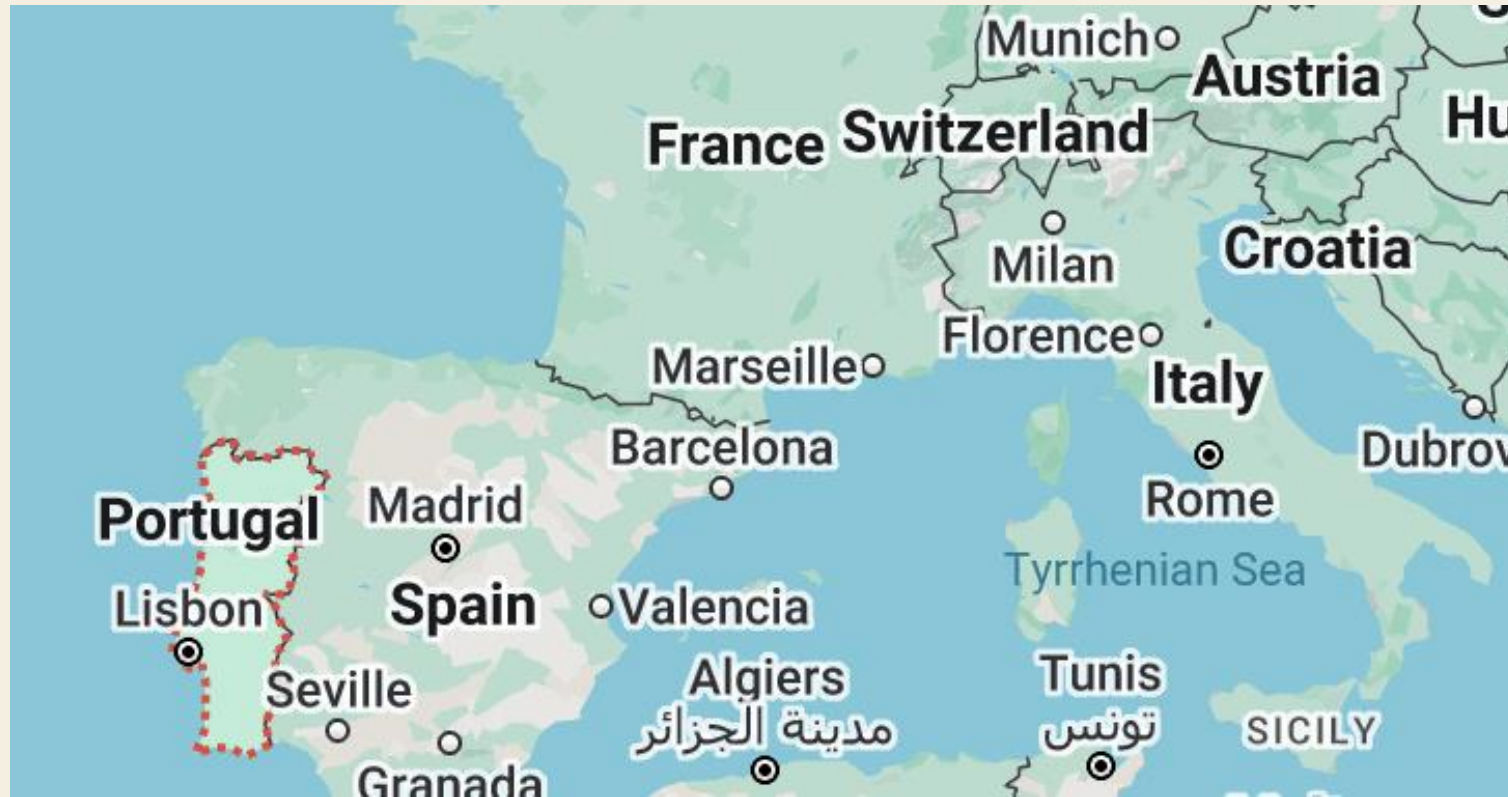 Munich
Austria
Hu
France
Switzerland
Milan
Croatia
Florence
Marseille
Italy
Barcelona
Dubrov
Rome
Portugal
Madrid
Tyrrhenian Sea
Lisbon
Spain
Valencia
Seville
Algiers
مدينة الجزائر
Tunis
تونس
SICILY
Granada